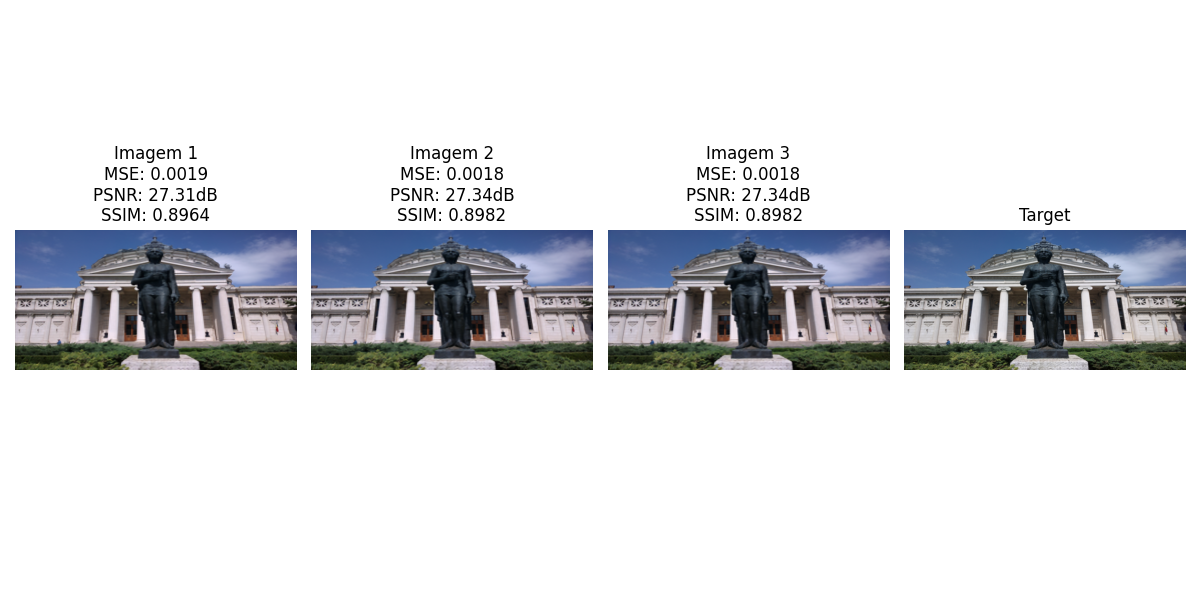 Imagem 1
MSE: 0.0019
PSNR: 27.31dB
SSIM: 0.8964
Imagem 2
MSE: 0.0018
PSNR: 27.34dB
SSIM: 0.8982
Imagem 3
MSE: 0.0018
PSNR: 27.34dB
SSIM: 0.8982
Target